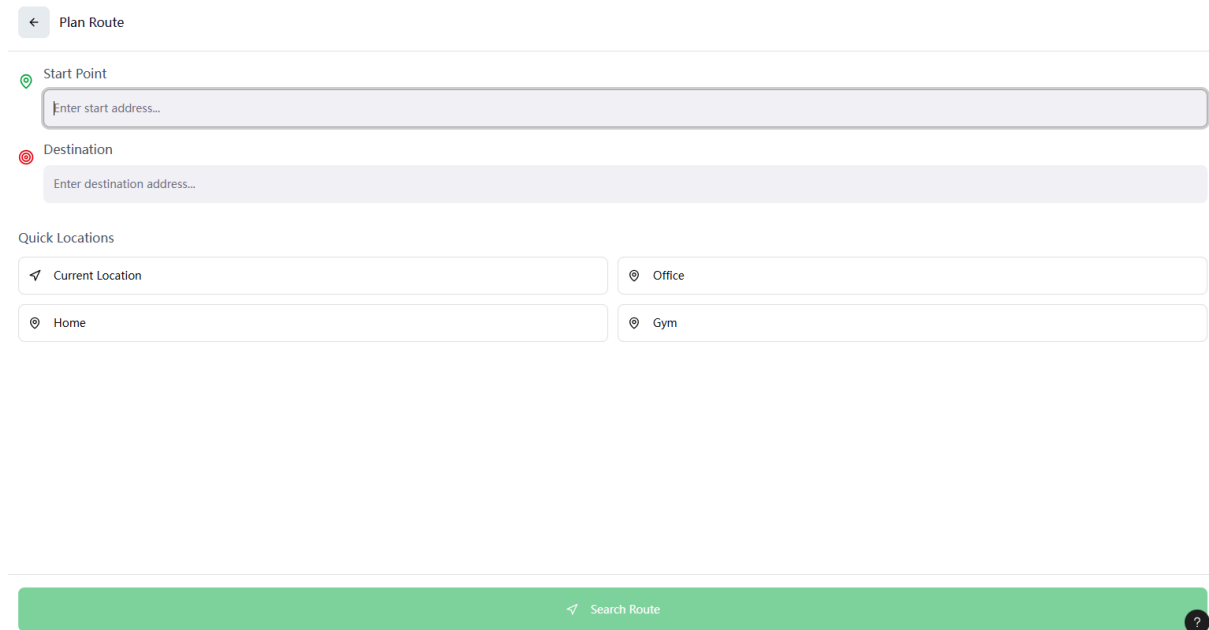 Plan Route
Start Point
Enter start address...
Destination
Enter destination address...
Quick Locations
Current Location
Office
Home
Gym
Search Route
?